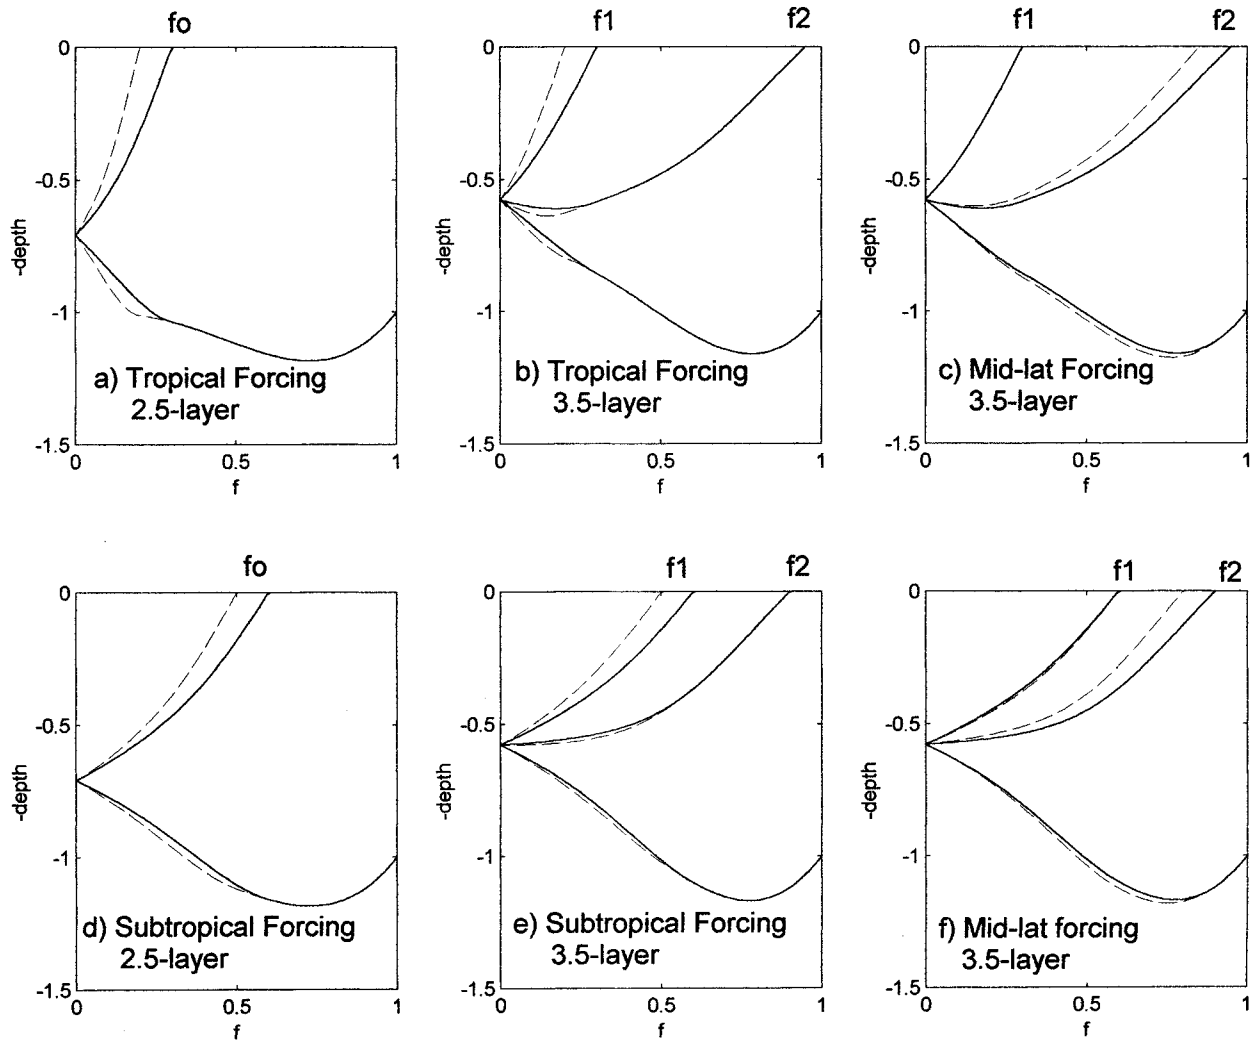 fo
0
-0.5
-1
-1.5
-depth
0
0.5
1
f
a) Tropical Forcing
2.5-layer
f1
f2
0
-0.5
-1
-1.5
-depth
0
0.5
1
f
b) Tropical Forcing
3.5-layer
f1
f2
0
-0.5
-1
-1.5
-depth
0
0.5
1
f
c) Mid-lat Forcing
3.5-layer
fo
0
-0.5
-1
-1.5
-depth
0
0.5
1
f
d) Subtropical Forcing
2.5-layer
f1
f2
0
-0.5
-1
-1.5
-depth
0
0.5
1
f
e) Subtropical Forcing
3.5-layer
f1
f2
0
-0.5
-1
-1.5
-depth
0
0.5
1
f
f) Mid-lat forcing
3.5-layer